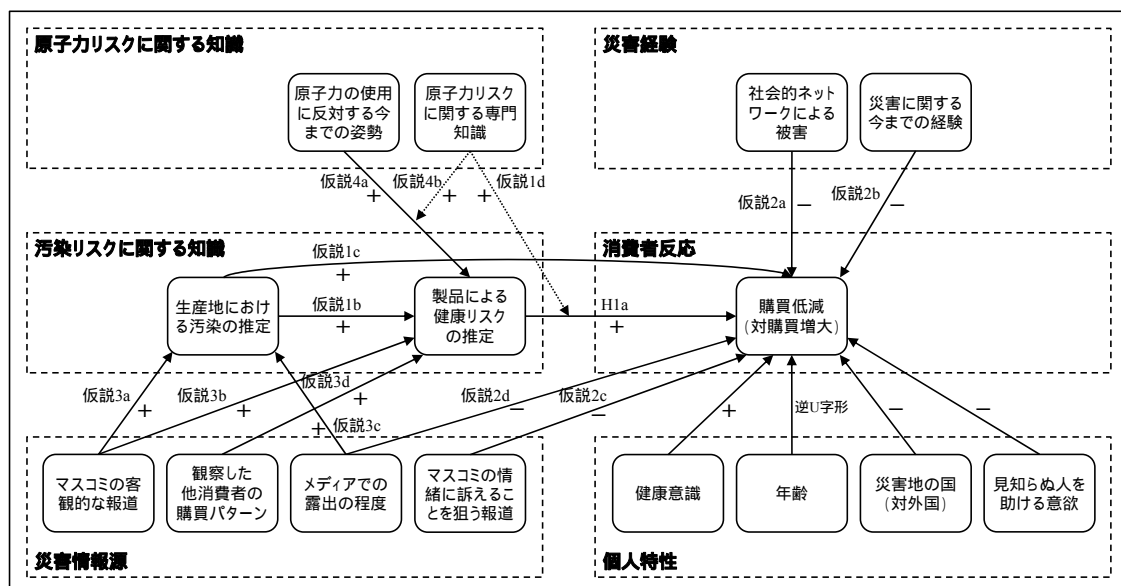 原子力リスクに関する知識
災害経験
原子力の使用
に反対する今
までの姿勢
原子力リスク
に関する専門
知識
社会的ネット
ワークによる
被害
災害に関する
今までの経験
仮説4a
+
仮説4b
+
仮説1d
+
仮説2a
−
仮説2b
−
汚染リスクに関する知識
消費者反応
仮説1c
+
生産地におけ
る汚染の推定
仮説1b
+
製品による
健康リスク
の推定
H1a
+
購買低減
(対購買増大)
仮説3a
+
仮説3b
+
仮説3d
+
仮説3c
+
仮説2d
−
仮説2c
−
+
逆U字形
−
−
マスコミの客
観的な報道
観察した
他消費者の
購買パターン
メディアでの
露出の程度
マスコミの情
緒に訴えるこ
とを狙う報道
健康意識
年齢
災害地の国
(対外国)
見知らぬ人を
助ける意欲
災害情報源
個人特性